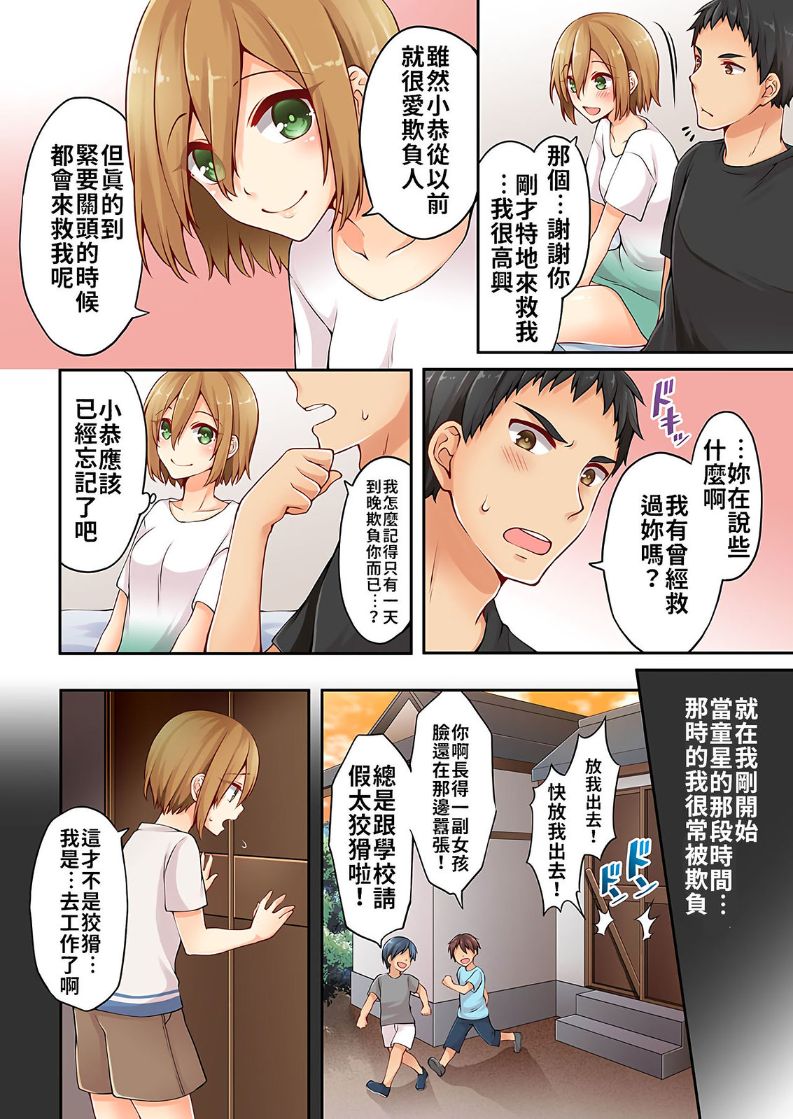 那個…謝謝你
剛才特地來救我
…我很高興
雖然小恭從以前
就很愛欺負人
但真的到
緊要關頭的時候
都會來救我呢
ドキッ
…妳在說些
什麼啊
我有曾經救
過妳嗎？
我怎麼記得只有一天
到晚欺負你而已…？
小恭應該
已經忘記了吧
就在我剛開始
當童星的那段時間…
那時的我很常被欺負
放我出去！
快放我出去！
ドンドン
你啊長得一副女孩
臉還在那邊囂張！
總是跟學校請
假太狡猾啦！
這才不是狡猾…
我是…去工作了啊